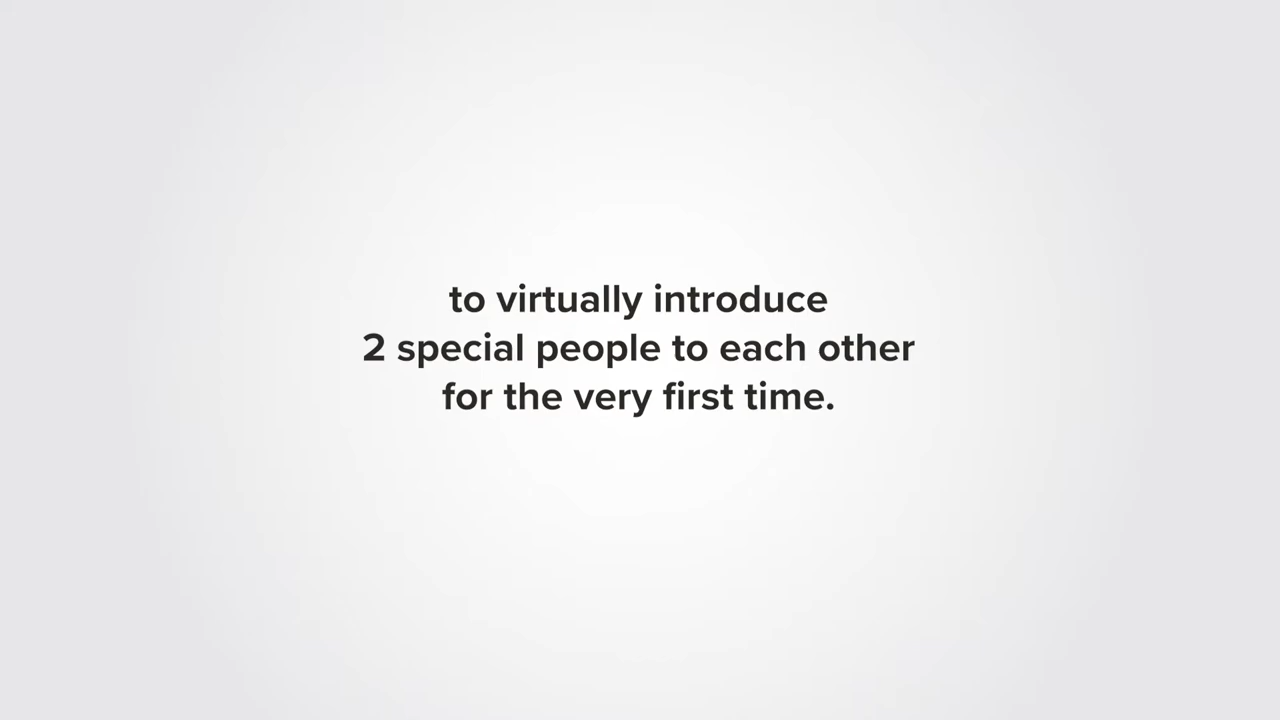 to virtually introduce
2 special people to each other
for the very first time.